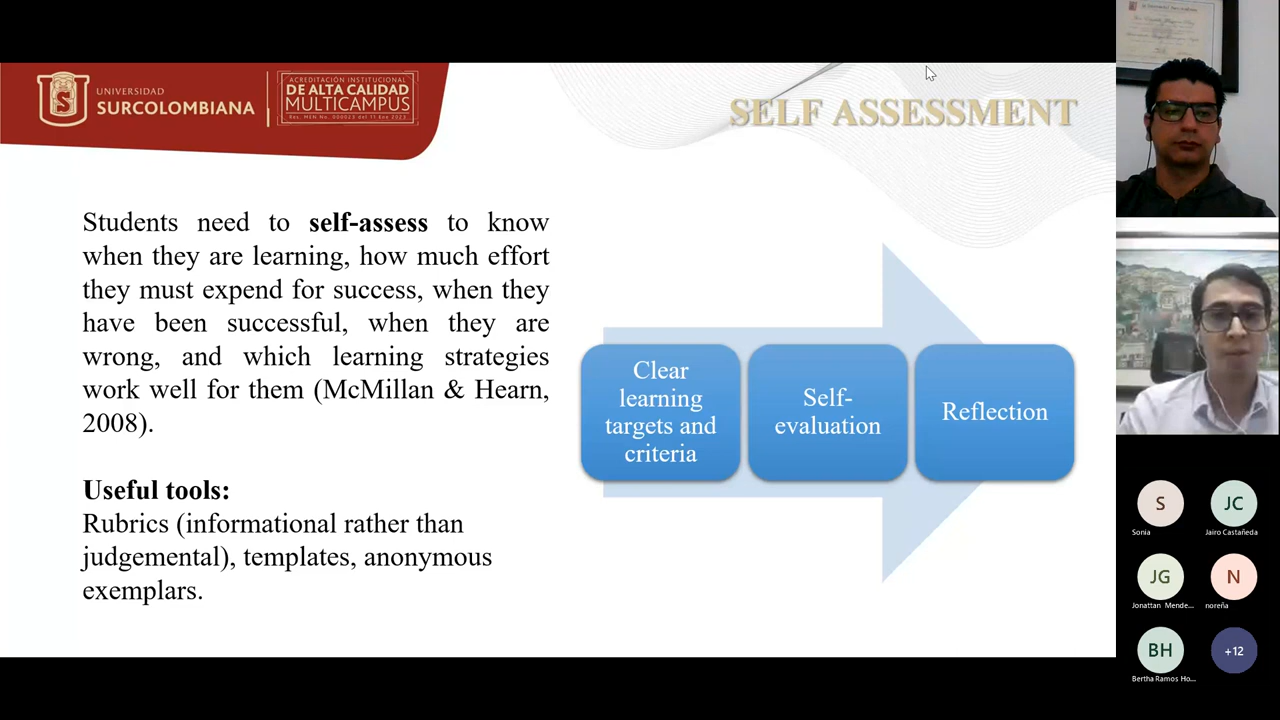 UNIVERSIDAD
SURCOLOMBIANA
ACREDITACIÓN INSTITUCIONAL
DE ALTA CALIDAD
MULTICAMPUS
Res. MEN No. 000023 del 11 Ene 2023
SELF ASSESSMENT
Students need to self-assess to know
when they are learning, how much effort
they must expend for success, when they
have been successful, when they are
wrong, and which learning strategies
work well for them (McMillan & Hearn,
2008).
Useful tools:
Rubrics (informational rather than
judgemental), templates, anonymous
exemplars.
Clear
learning
targets and
criteria
Self-
evaluation
Reflection
S
Sonia
JC
Jairo Castañeda
JG
Jonattan Mende...
N
noreña
BH
Bertha Ramos Ho...
+12